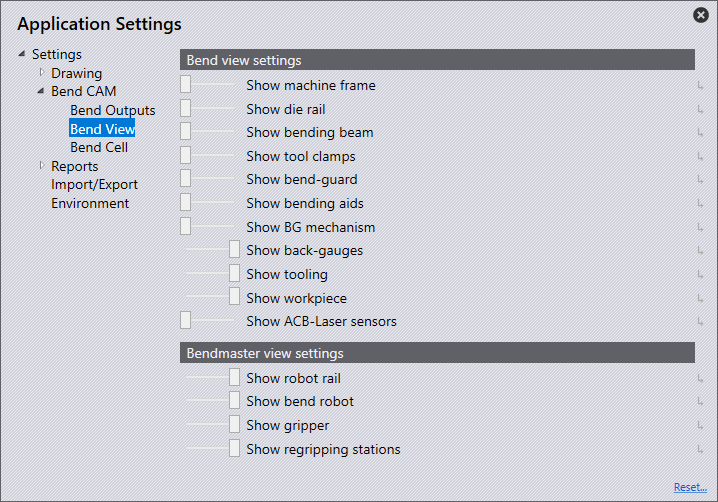 Application Settings
Settings
Drawing
Bend CAM
Bend Outputs
Bend View
Bend Cell
Reports
Import/Export
Environment
Bend view settings
Show machine frame
Show die rail
Show bending beam
Show tool clamps
Show bend-guard
Show bending aids
Show BG mechanism
Show back-gauges
Show tooling
Show workpiece
Show ACB-Laser sensors
Bendmaster view settings
Show robot rail
Show bend robot
Show gripper
Show regripping stations
Reset...